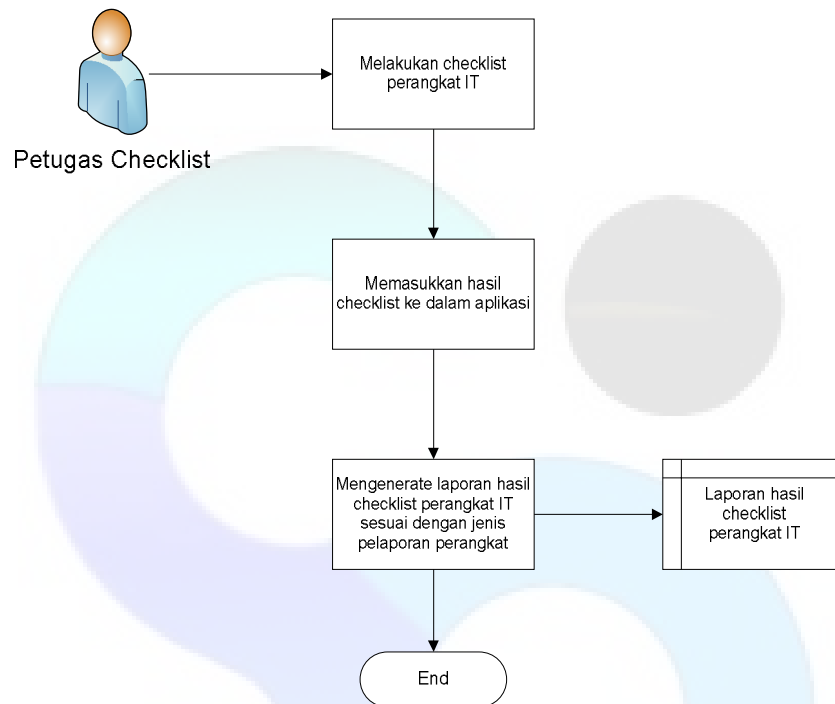 Melakukan checklist
perangkat IT
Petugas Checklist
Memasukkan hasil
checklist ke dalam aplikasi
Mengenerate laporan hasil
checklist perangkat IT
sesuai dengan jenis
pelaporan perangkat
Laporan hasil
checklist
perangkat IT
End